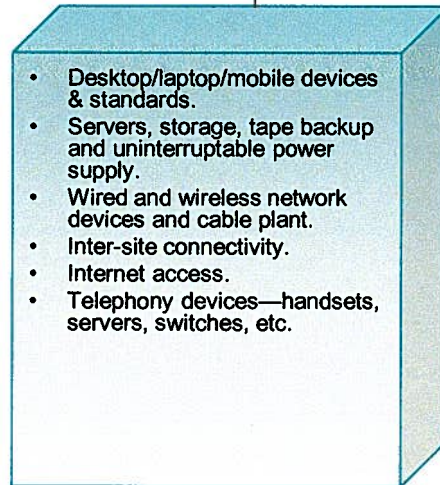 • Desktop/laptop/mobile devices
& standards.
• Servers, storage, tape backup
and uninterruptable power
supply.
• Wired and wireless network
devices and cable plant.
• Inter-site connectivity.
• Internet access.
• Telephony devices—handsets,
servers, switches, etc.